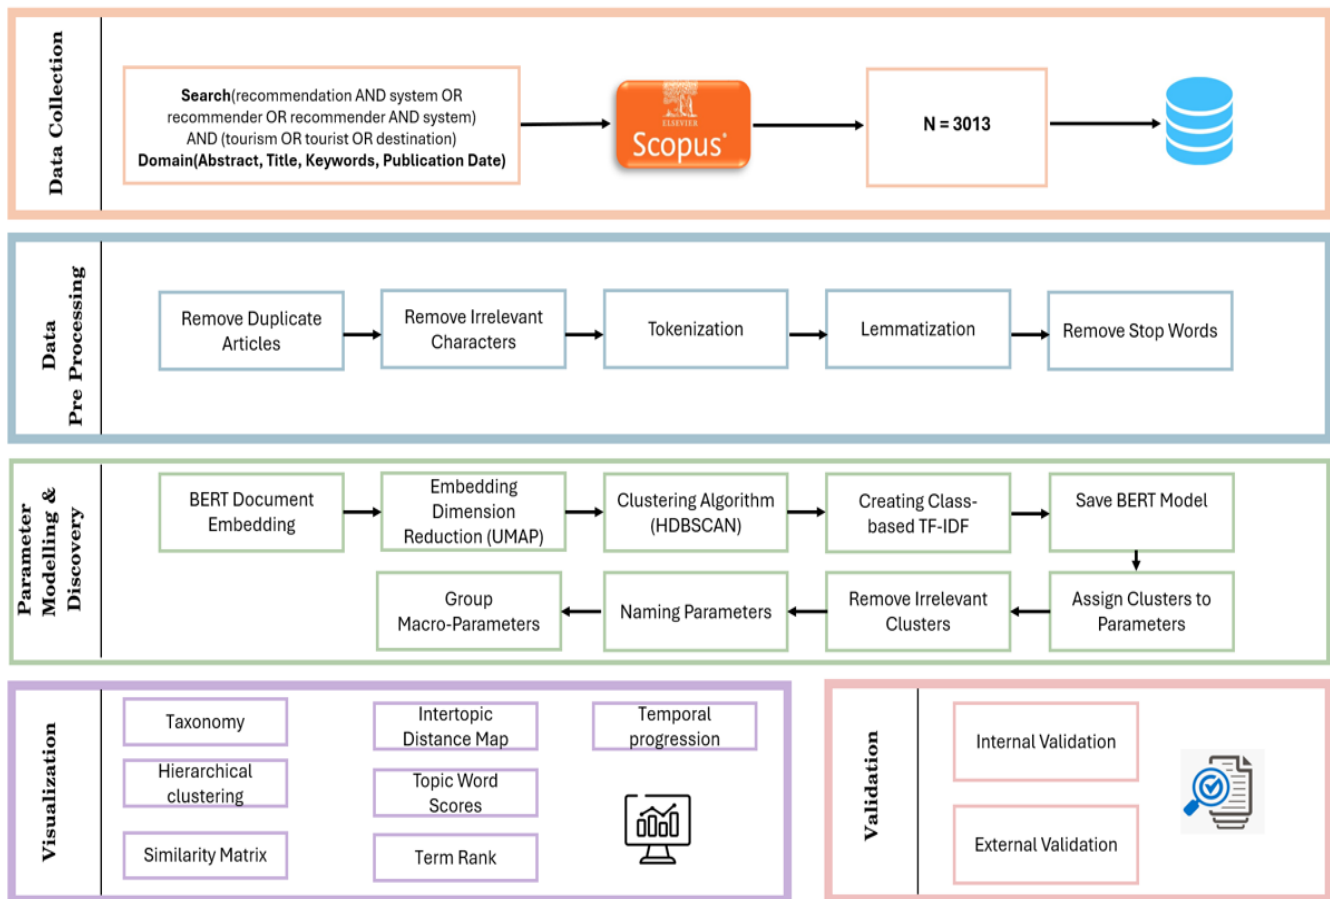 Data Collection
Search(recommendation AND system OR
recommender OR recommender AND system)
AND (tourism OR tourist OR destination)
Domain(Abstract, Title, Keywords, Publication Date)
ELSEVIER
Scopus®
N = 3013
Data
Pre Processing
Remove Duplicate
Articles
Remove Irrelevant
Characters
Tokenization
Lemmatization
Remove Stop Words
Parameter
Modelling &
Discovery
BERT Document
Embedding
Embedding
Dimension
Reduction (UMAP)
Clustering Algorithm
(HDBSCAN)
Creating Class-
based TF-IDF
Save BERT Model
Group
Macro-Parameters
Naming Parameters
Remove Irrelevant
Clusters
Assign Clusters to
Parameters
Visualization
Taxonomy
Intertopic
Distance Map
Temporal
progression
Hierarchical
clustering
Topic Word
Scores
Similarity Matrix
Term Rank
Validation
Internal Validation
External Validation